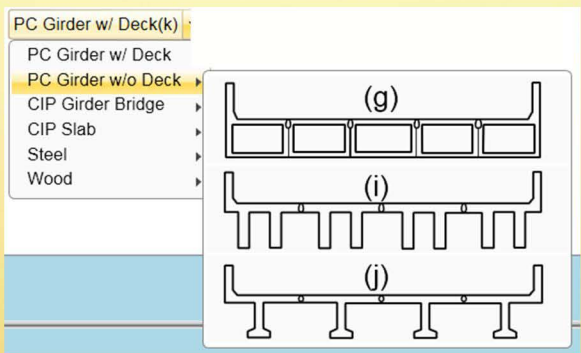 PC Girder w/ Deck(k)
PC Girder w/ Deck
PC Girder w/o Deck
CIP Girder Bridge
CIP Slab
Steel
Wood
(g)
(i)
(j)